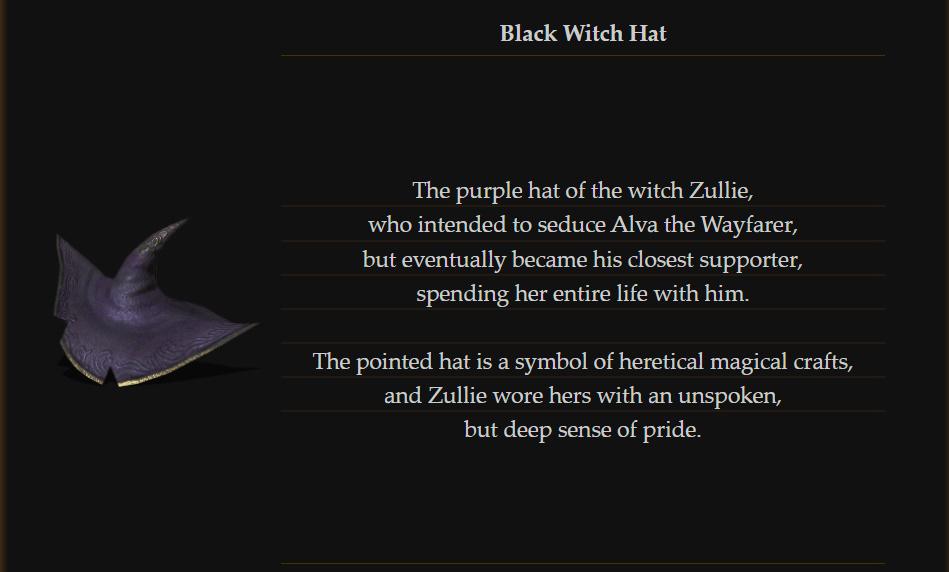 Black Witch Hat
The purple hat of the witch Zullie,
who intended to seduce Alva the Wayfarer,
but eventually became his closest supporter,
spending her entire life with him.
The pointed hat is a symbol of heretical magical crafts,
and Zullie wore hers with an unspoken,
but deep sense of pride.